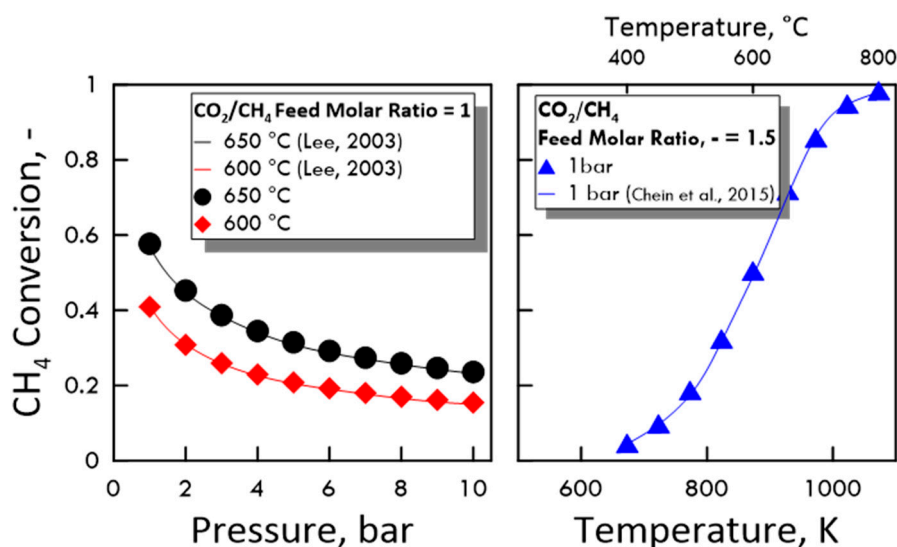 Temperature, °C
400 600 800
CH₄ Conversion, -
1
0.8
0.6
0.4
0.2
0
CO₂/CH₄ Feed Molar Ratio = 1
650 °C (Lee, 2003)
600 °C (Lee, 2003)
650 °C
600 °C
0 2 4 6 8 10
Pressure, bar
CO₂/CH₄
Feed Molar Ratio, - = 1.5
1bar
1 bar (Chein et al., 2015)
600 800 1000
Temperature, K